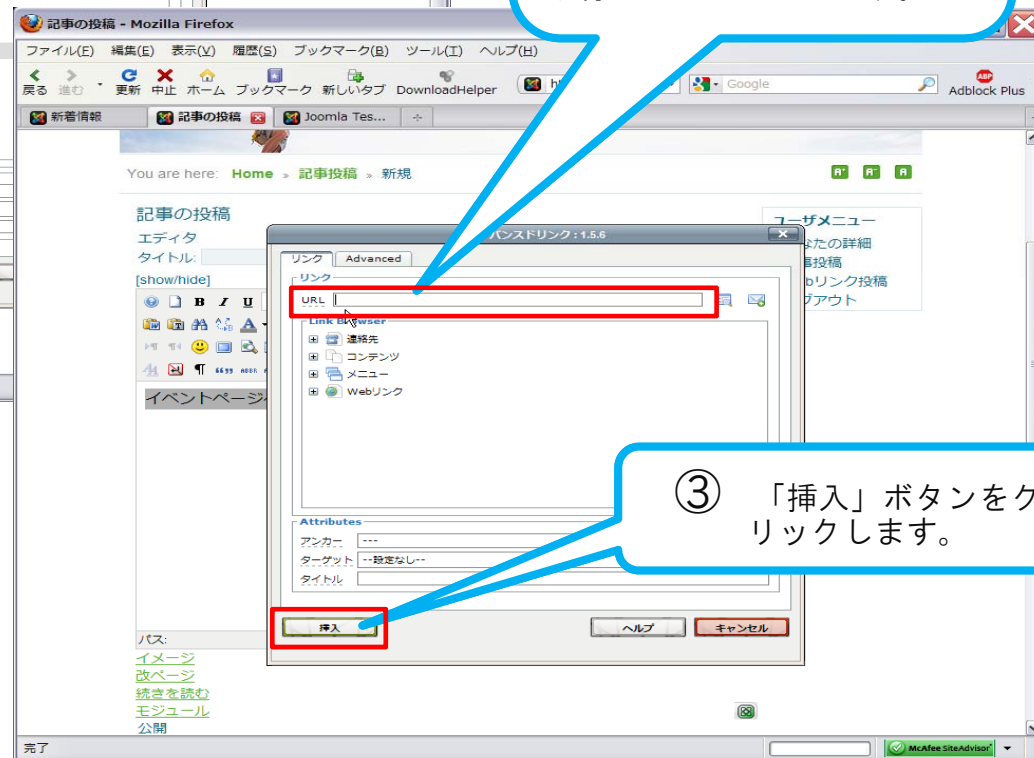 記事の投稿 - Mozilla Firefox
ファイル(F) 編集(E) 表示(V) 履歴(S) ブックマーク(B) ツール(T) ヘルプ(H)
戻る 進む 更新 中止 ホーム ブックマーク 新しいタブ DownloadHelper Google Adblock Plus
新着情報 記事の投稿 Joomla Tes...
You are here: Home » 記事投稿 » 新規
記事の投稿
エディタ
タイトル:
[show/hide]
イベントページ
パス:
イメージ
改ページ
続きを読む
モジュール
公開
ユーザメニュー
なたの詳細
事投稿
リンク投稿
グアウト
バンスドリンク : 1.5.6
リンク Advanced
リンク
URL
Link Browser
連絡先
コンテンツ
メニュー
Webリンク
Attributes
アンカー ---
ターゲット --設定なし--
タイトル
挿入 ヘルプ キャンセル
③ 「挿入」ボタンをク
リックします。
完了 McAfee SiteAdvisor